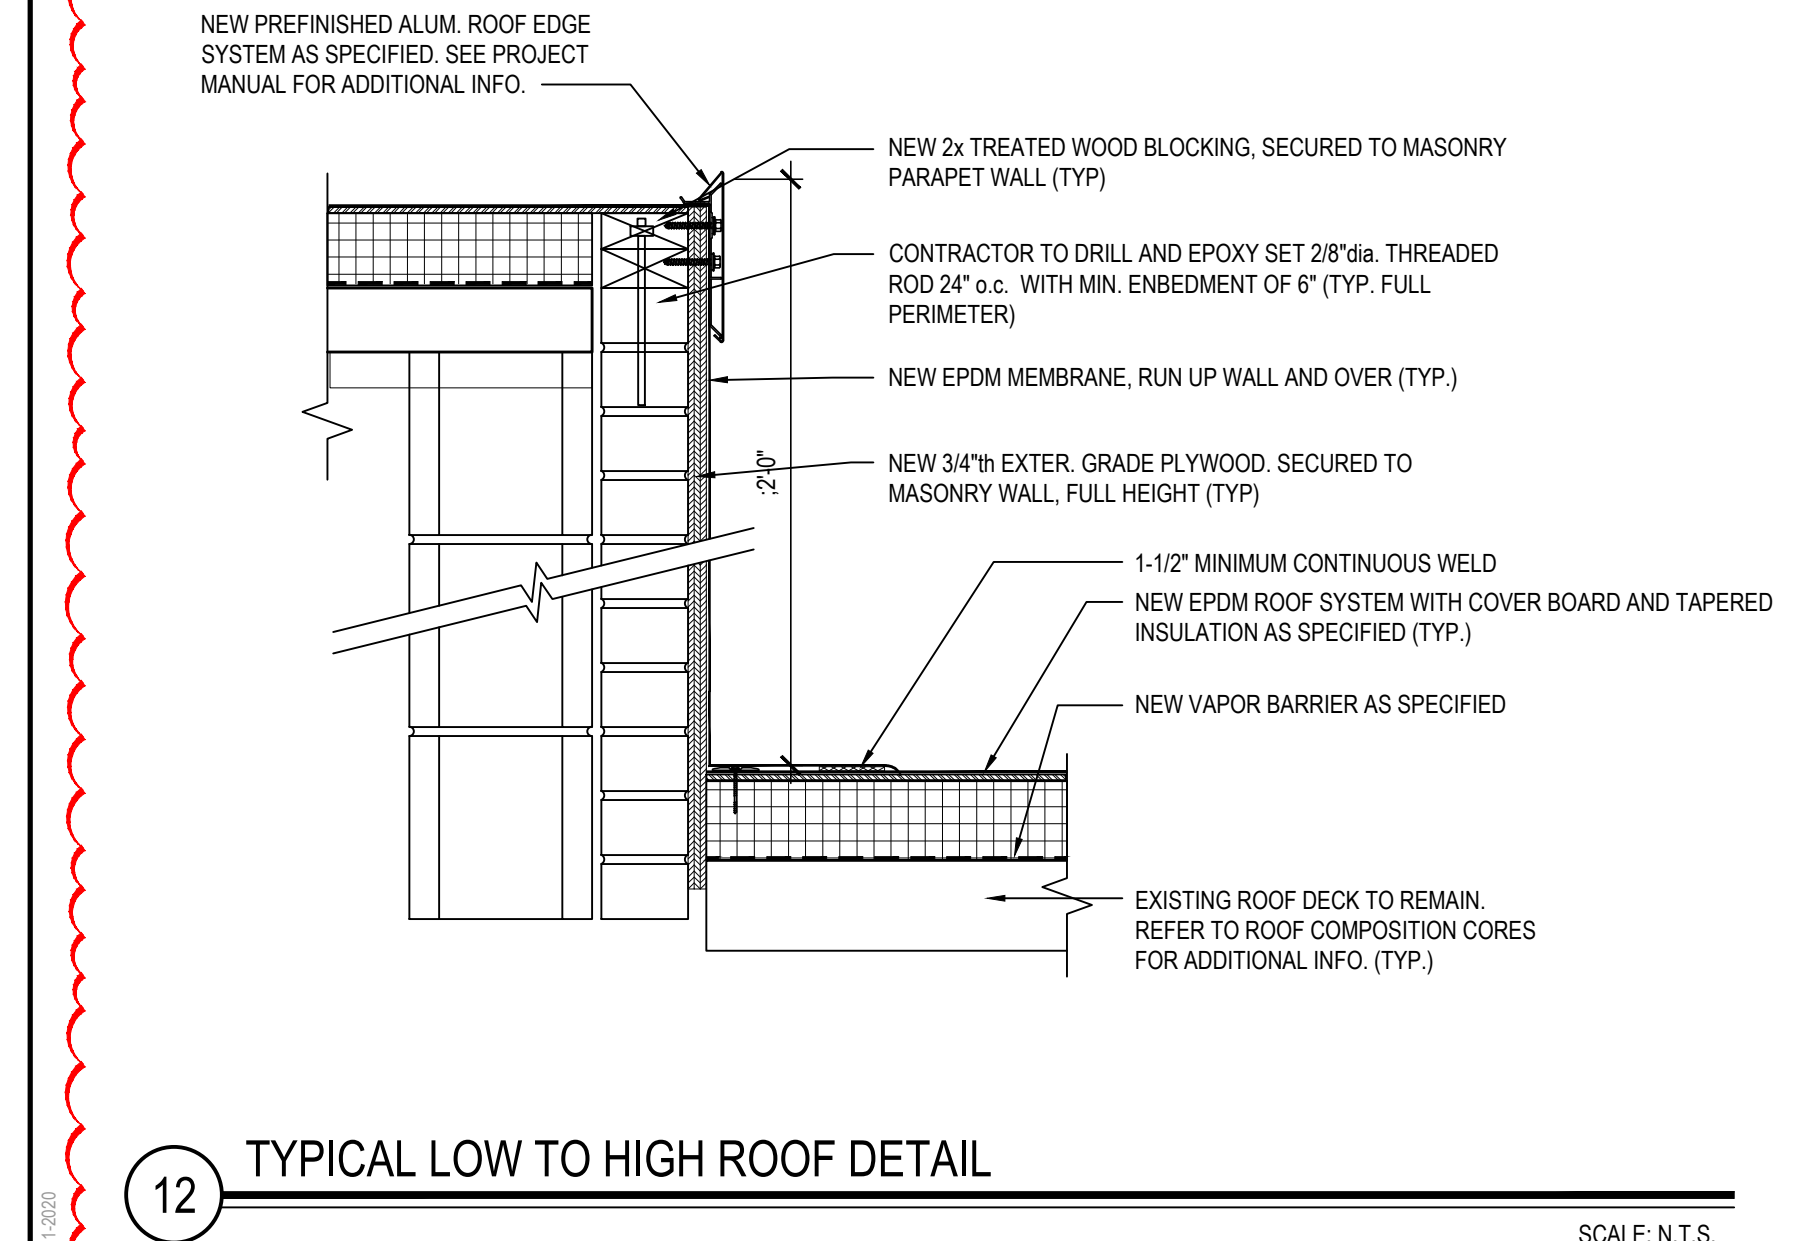 NEW PREFINISHED ALUM. ROOF EDGE
SYSTEM AS SPECIFIED. SEE PROJECT
MANUAL FOR ADDITIONAL INFO.
NEW 2x TREATED WOOD BLOCKING, SECURED TO MASONRY
PARAPET WALL (TYP)
CONTRACTOR TO DRILL AND EPOXY SET 2/8"dia. THREADED
ROD 24" o.c. WITH MIN. ENBEDMENT OF 6" (TYP. FULL
PERIMETER)
NEW EPDM MEMBRANE, RUN UP WALL AND OVER (TYP.)
;2'-0"
NEW 3/4"th EXTER. GRADE PLYWOOD. SECURED TO
MASONRY WALL, FULL HEIGHT (TYP)
1-1/2" MINIMUM CONTINUOUS WELD
NEW EPDM ROOF SYSTEM WITH COVER BOARD AND TAPERED
INSULATION AS SPECIFIED (TYP.)
NEW VAPOR BARRIER AS SPECIFIED
EXISTING ROOF DECK TO REMAIN.
REFER TO ROOF COMPOSITION CORES
FOR ADDITIONAL INFO. (TYP.)
12
TYPICAL LOW TO HIGH ROOF DETAIL
SCALE: N.T.S.
1-2020